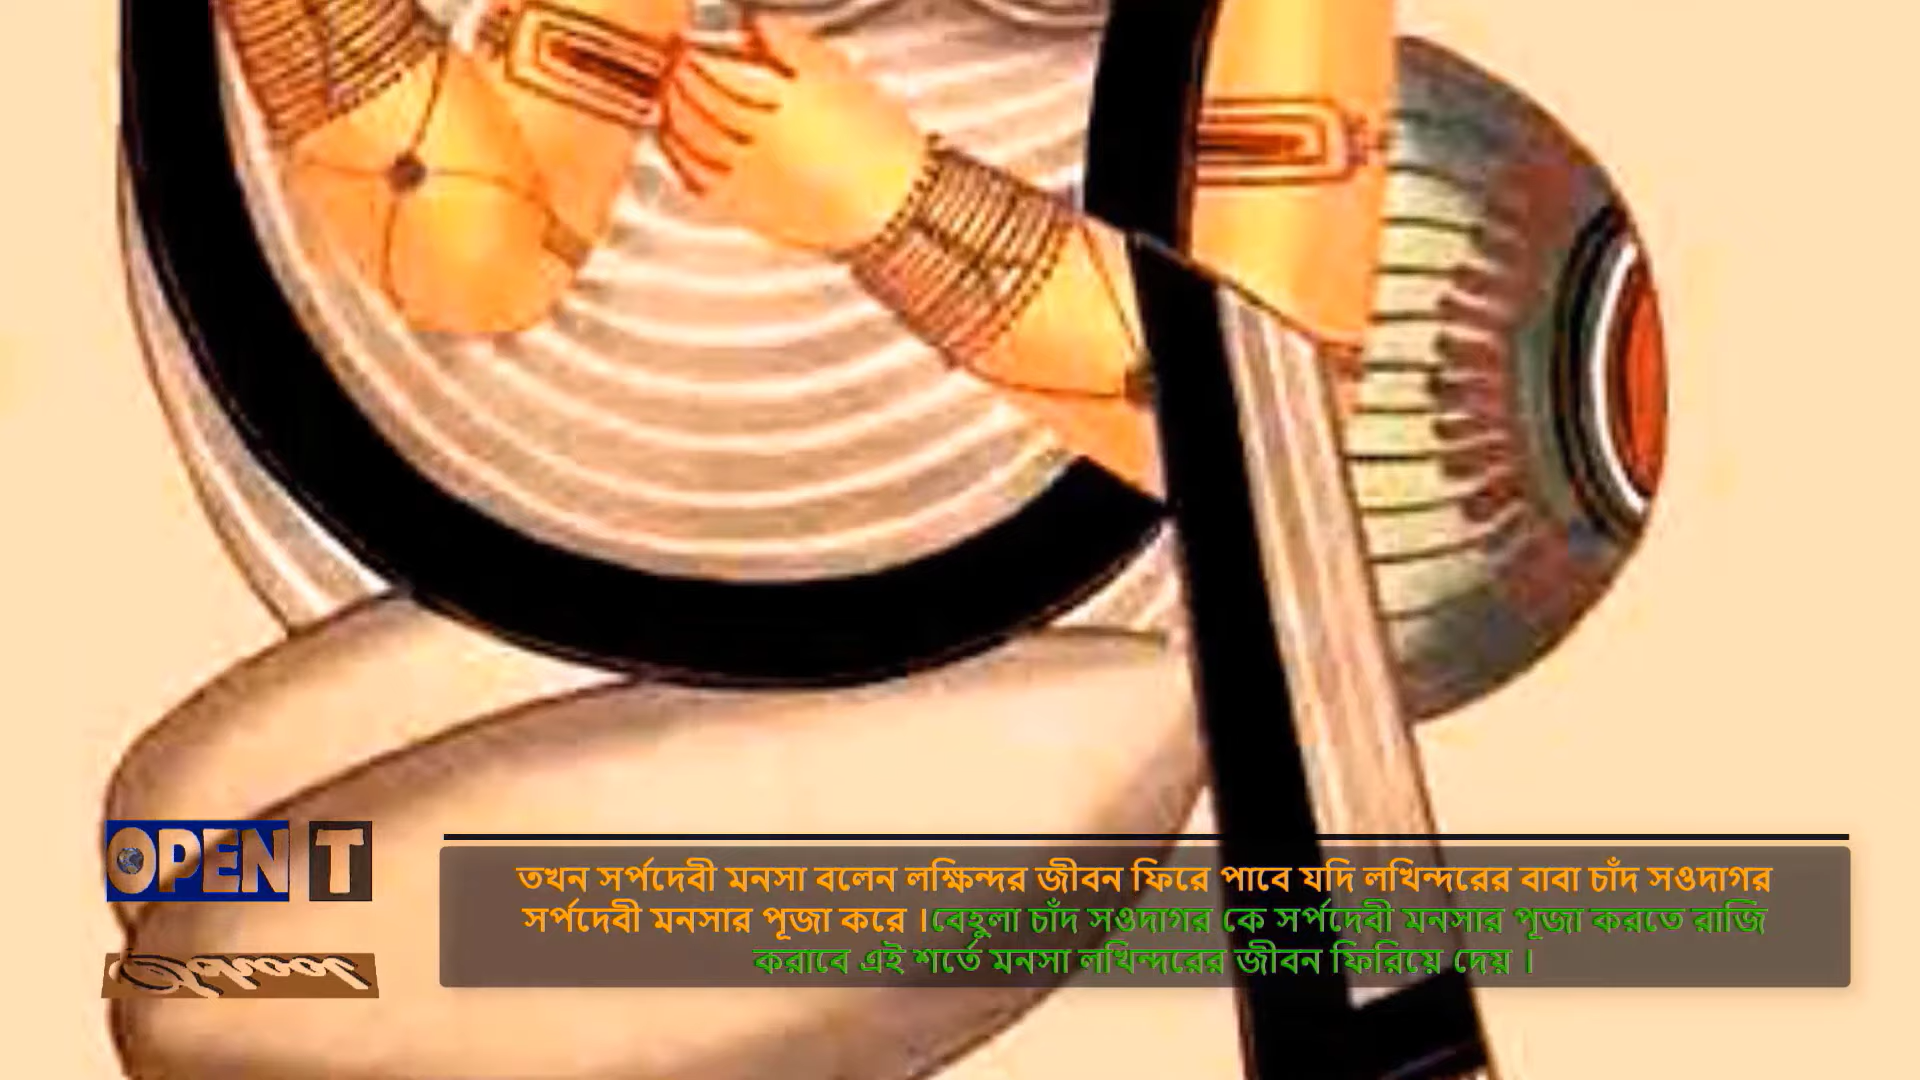 OPEN T
School
তখন সর্পদেবী মনসা বলেন লক্ষিন্দর জীবন ফিরে পাবে যদি লখিন্দরের বাবা চাঁদ সওদাগর
সর্পদেবী মনসার পূজা করে ।বেহুলা চাঁদ সওদাগর কে সর্পদেবী মনসার পূজা করতে রাজি
করাবে এই শর্তে মনসা লখিন্দরের জীবন ফিরিয়ে দেয় ।